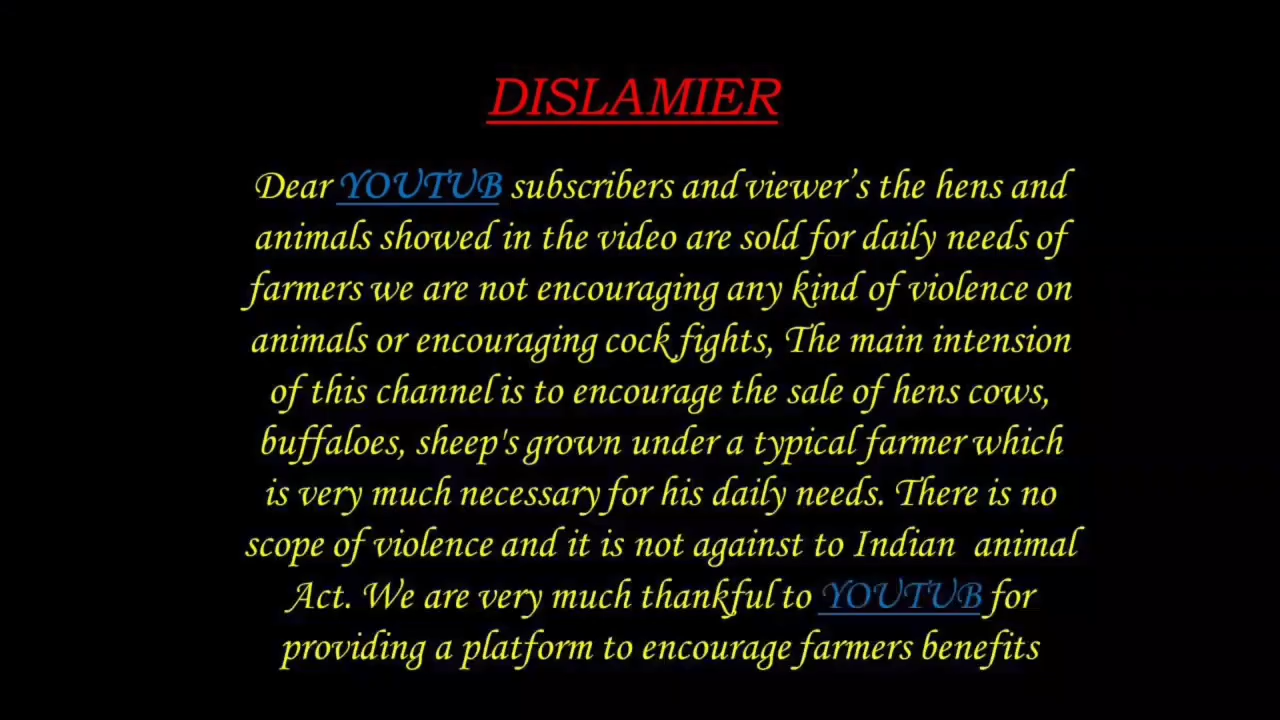 DISLAMIER
Dear YOUTUB subscribers and viewer’s the hens and
animals showed in the video are sold for daily needs of
farmers we are not encouraging any kind of violence on
animals or encouraging cock fights, The main intension
of this channel is to encourage the sale of hens cows,
buffaloes, sheep's grown under a typical farmer which
is very much necessary for his daily needs. There is no
scope of violence and it is not against to Indian animal
Act. We are very much thankful to YOUTUB for
providing a platform to encourage farmers benefits